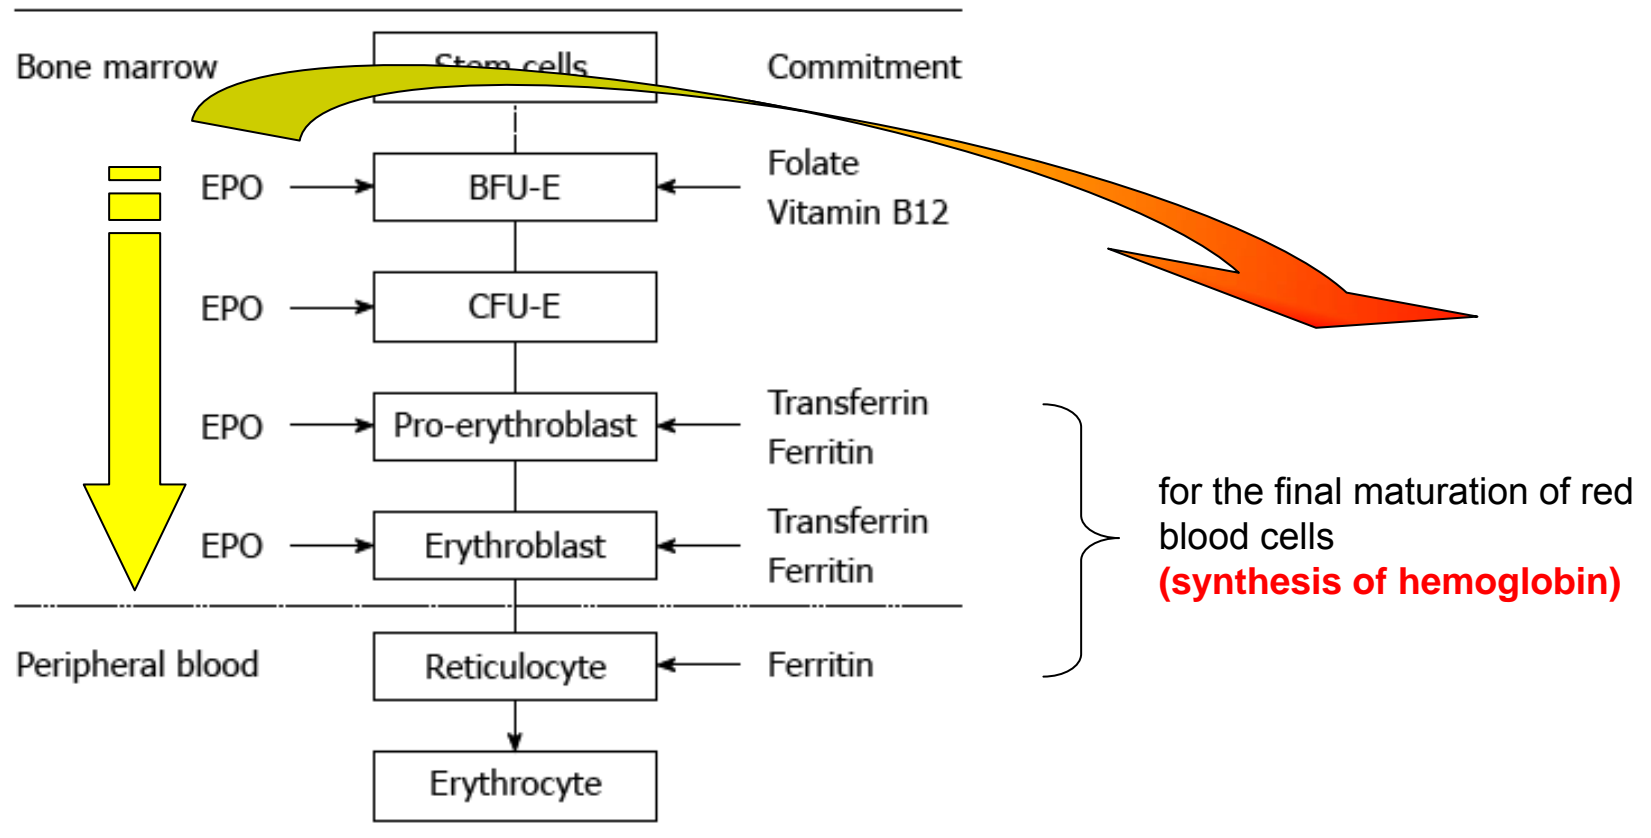 Bone marrow
Stem cells
Commitment
EPO
BFU-E
Folate
Vitamin B12
EPO
CFU-E
EPO
Pro-erythroblast
Transferrin
Ferritin
EPO
Erythroblast
Transferrin
Ferritin
for the final maturation of red
blood cells
(synthesis of hemoglobin)
Peripheral blood
Reticulocyte
Ferritin
Erythrocyte